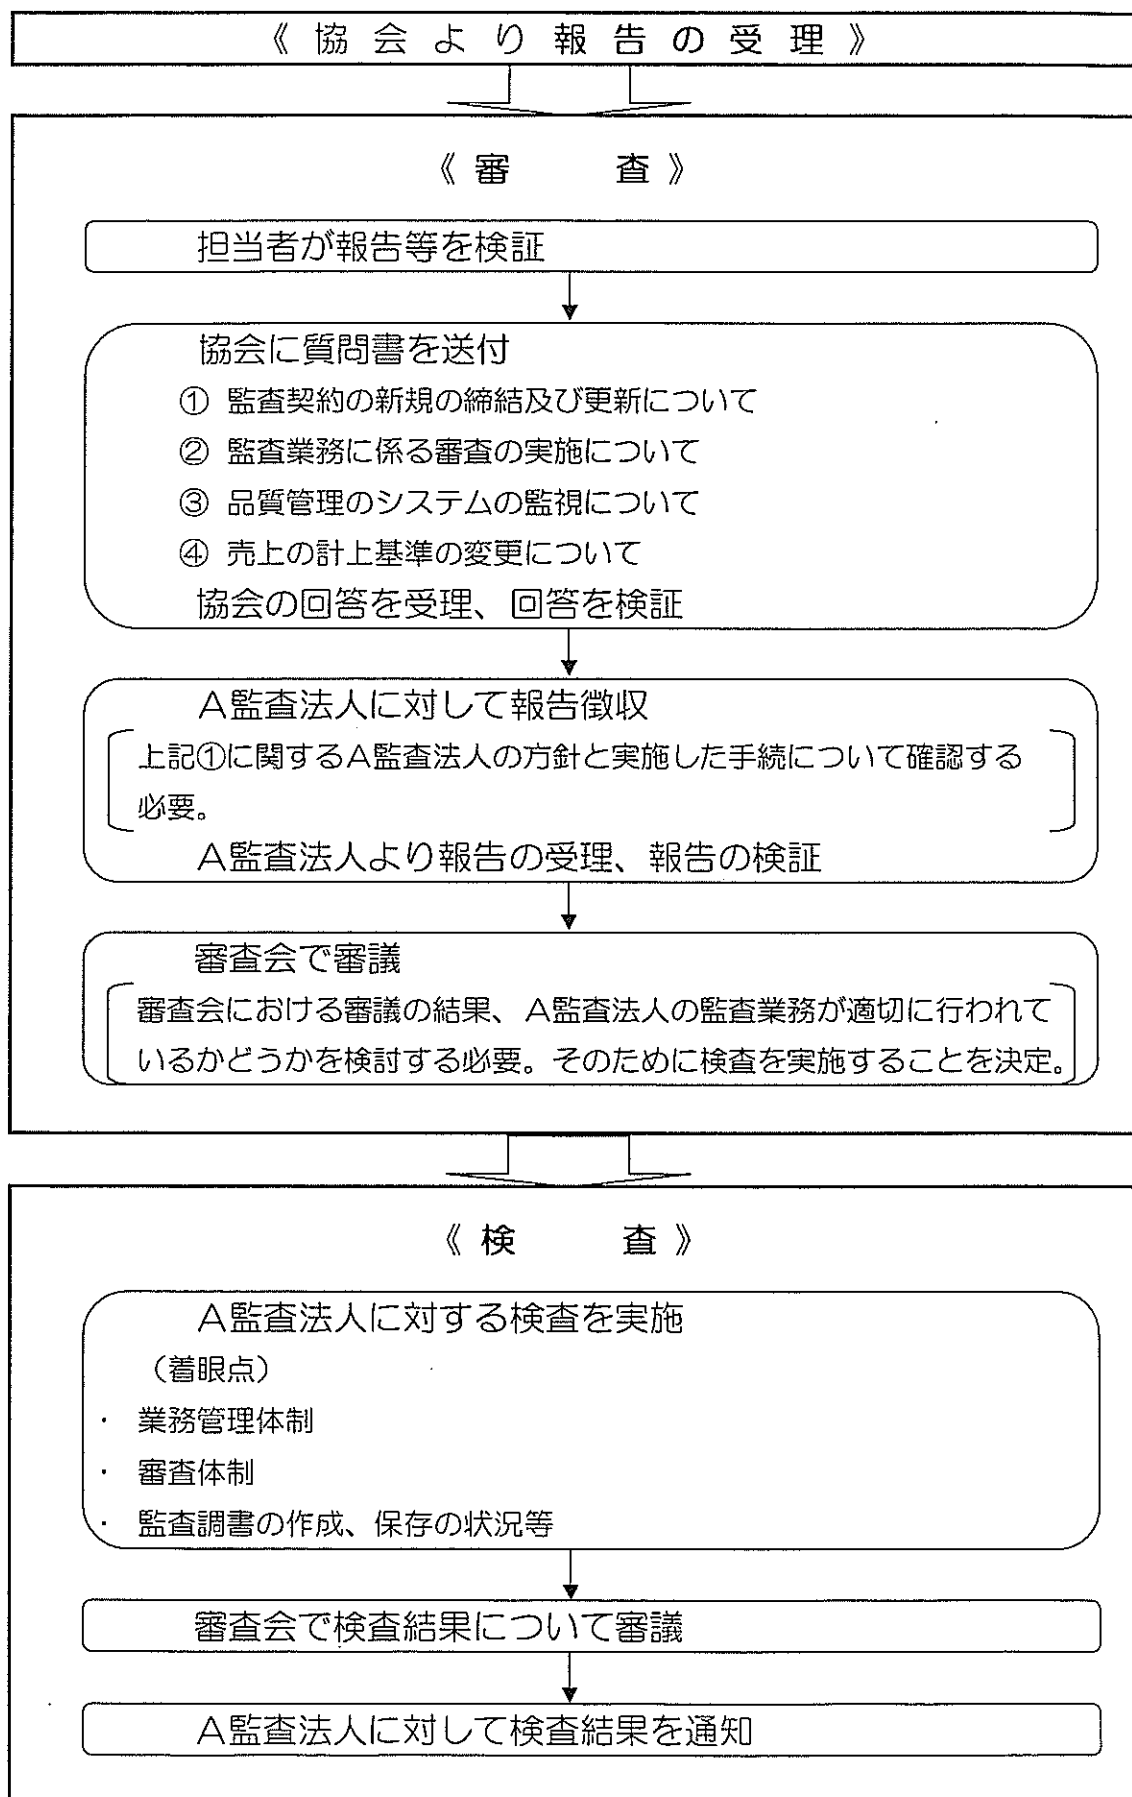 《協会より報告の受理》
《審　　査》
担当者が報告等を検証
協会に質問書を送付
① 監査契約の新規の締結及び更新について
② 監査業務に係る審査の実施について
③ 品質管理のシステムの監視について
④ 売上の計上基準の変更について
協会の回答を受理、回答を検証
A監査法人に対して報告徴収
上記①に関するA監査法人の方針と実施した手続について確認する
必要。
A監査法人より報告の受理、報告の検証
審査会で審議
審査会における審議の結果、A監査法人の監査業務が適切に行われて
いるかどうかを検討する必要。そのために検査を実施することを決定。
《検　　査》
A監査法人に対する検査を実施
（着眼点）
・ 業務管理体制
・ 審査体制
・ 監査調書の作成、保存の状況等
審査会で検査結果について審議
A監査法人に対して検査結果を通知